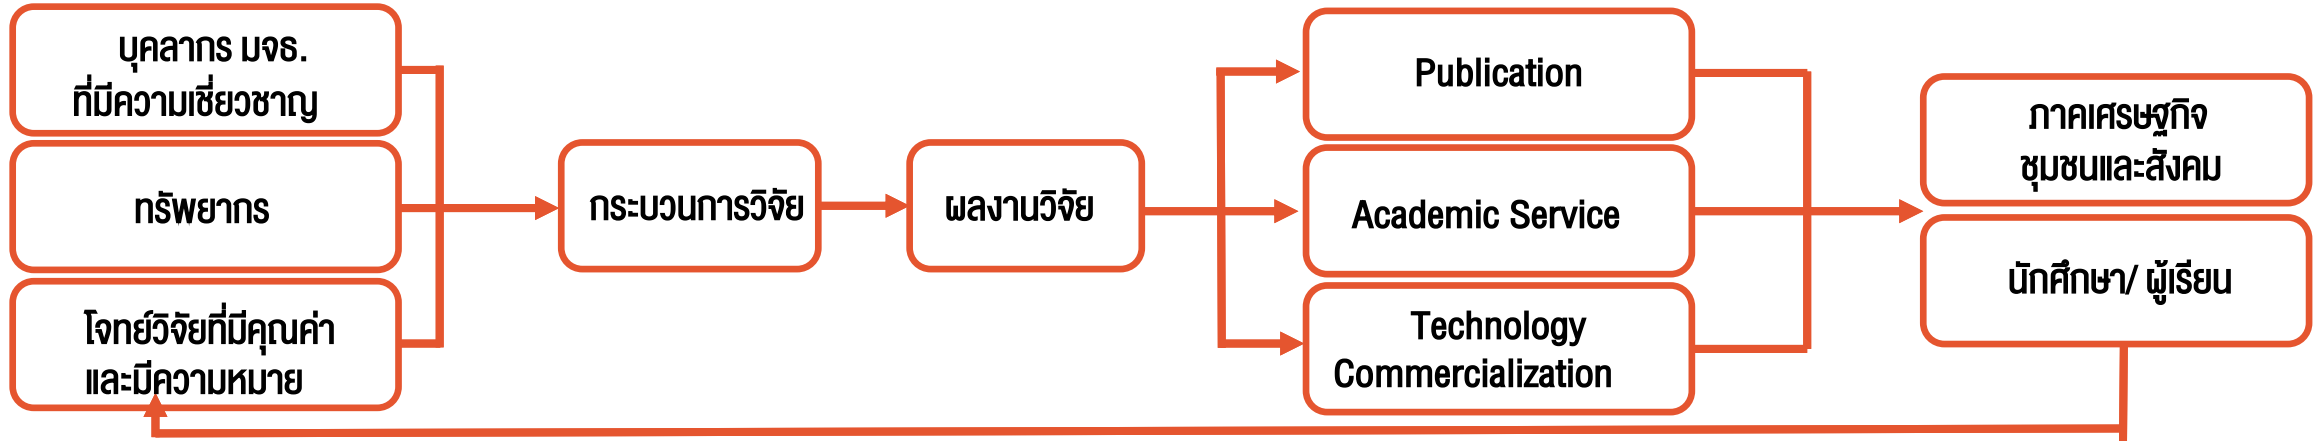 บุคลากร มจธ.
ที่มีความเชี่ยวชาญ
ทรัพยากร
โจทย์วิจัยที่มีคุณค่า
และมีความหมาย
กระบวนการวิจัย
ผลงานวิจัย
Publication
Academic Service
Technology
Commercialization
ภาคเศรษฐกิจ
ชุมชนและสังคม
นักศึกษา/ ผู้เรียน